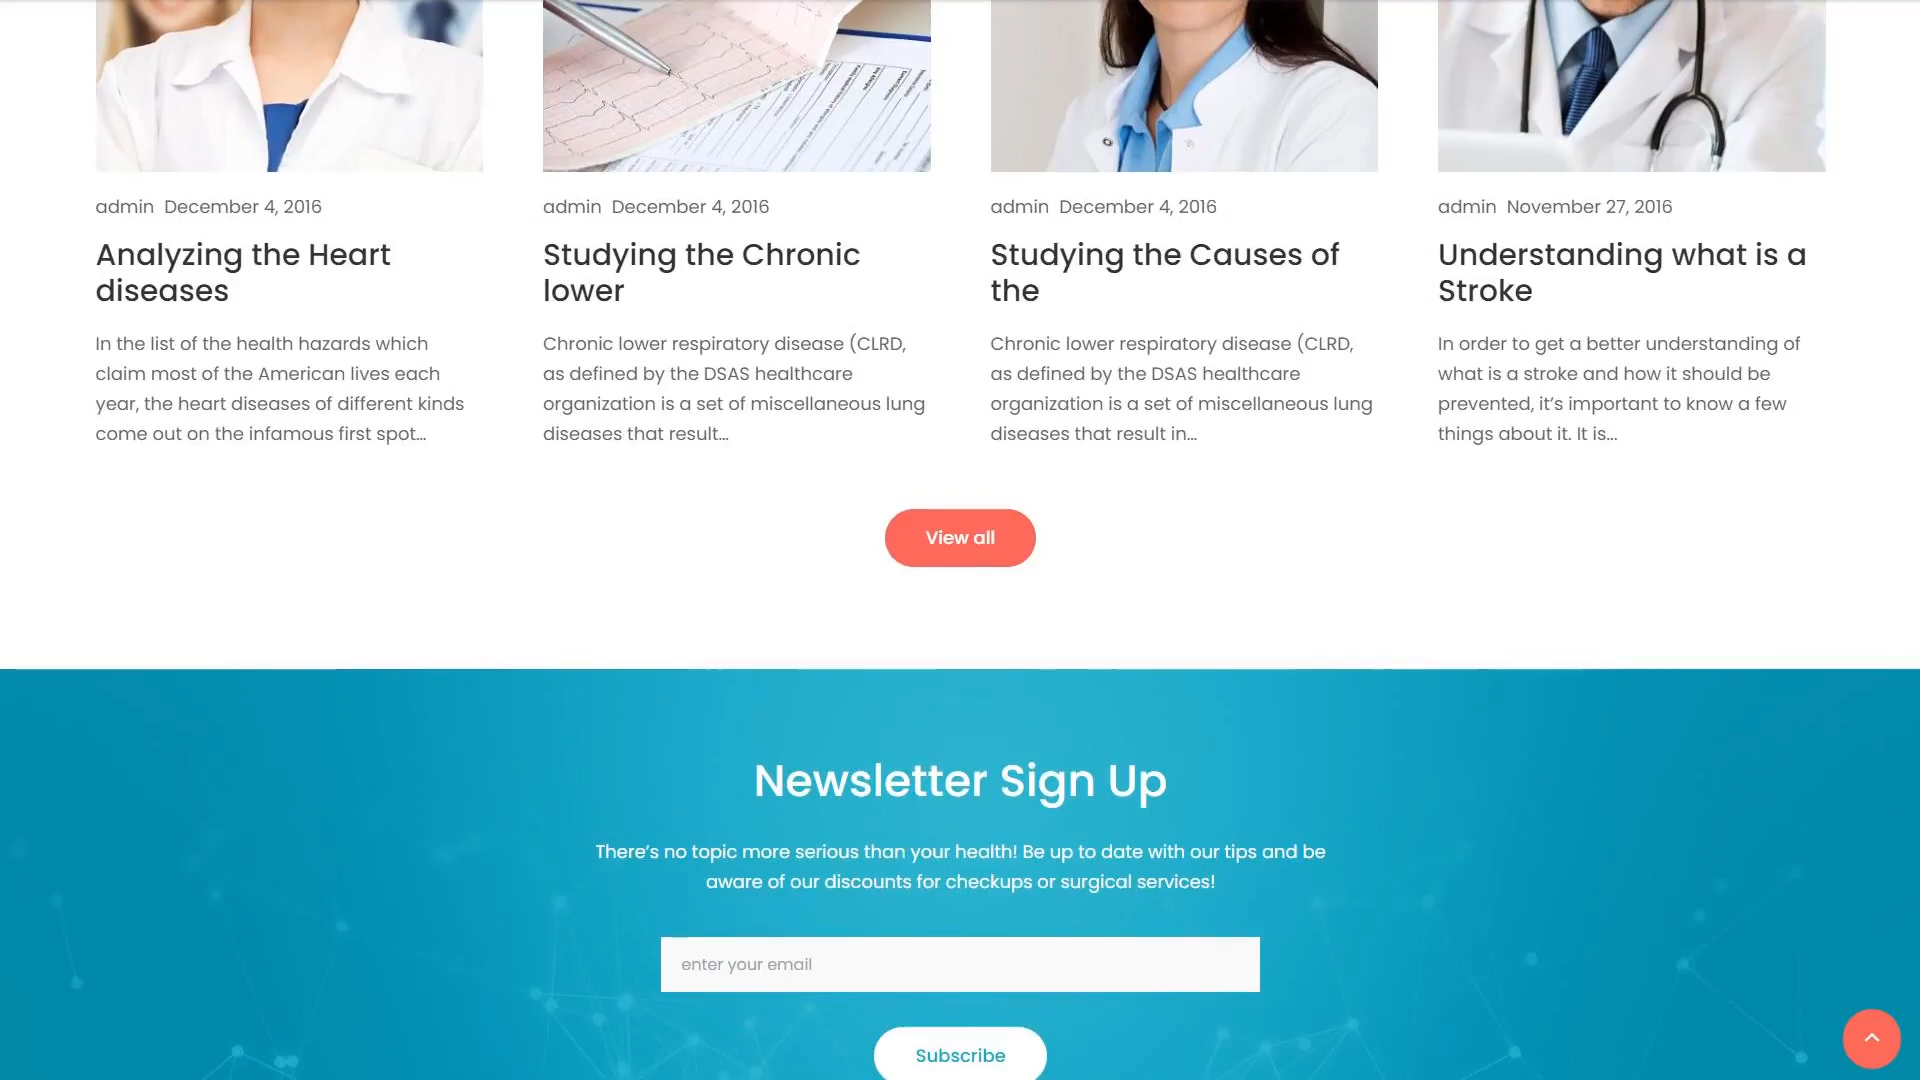 admin December 4, 2016
Analyzing the Heart
diseases
In the list of the health hazards which
claim most of the American lives each
year, the heart diseases of different kinds
come out on the infamous first spot...
admin December 4, 2016
Studying the Chronic
lower
Chronic lower respiratory disease (CLRD,
as defined by the DSAS healthcare
organization is a set of miscellaneous lung
diseases that result...
admin December 4, 2016
Studying the Causes of
the
Chronic lower respiratory disease (CLRD,
as defined by the DSAS healthcare
organization is a set of miscellaneous lung
diseases that result in...
admin November 27, 2016
Understanding what is a
Stroke
In order to get a better understanding of
what is a stroke and how it should be
prevented, it’s important to know a few
things about it. It is...
View all
Newsletter Sign Up
There’s no topic more serious than your health! Be up to date with our tips and be
aware of our discounts for checkups or surgical services!
enter your email
Subscribe